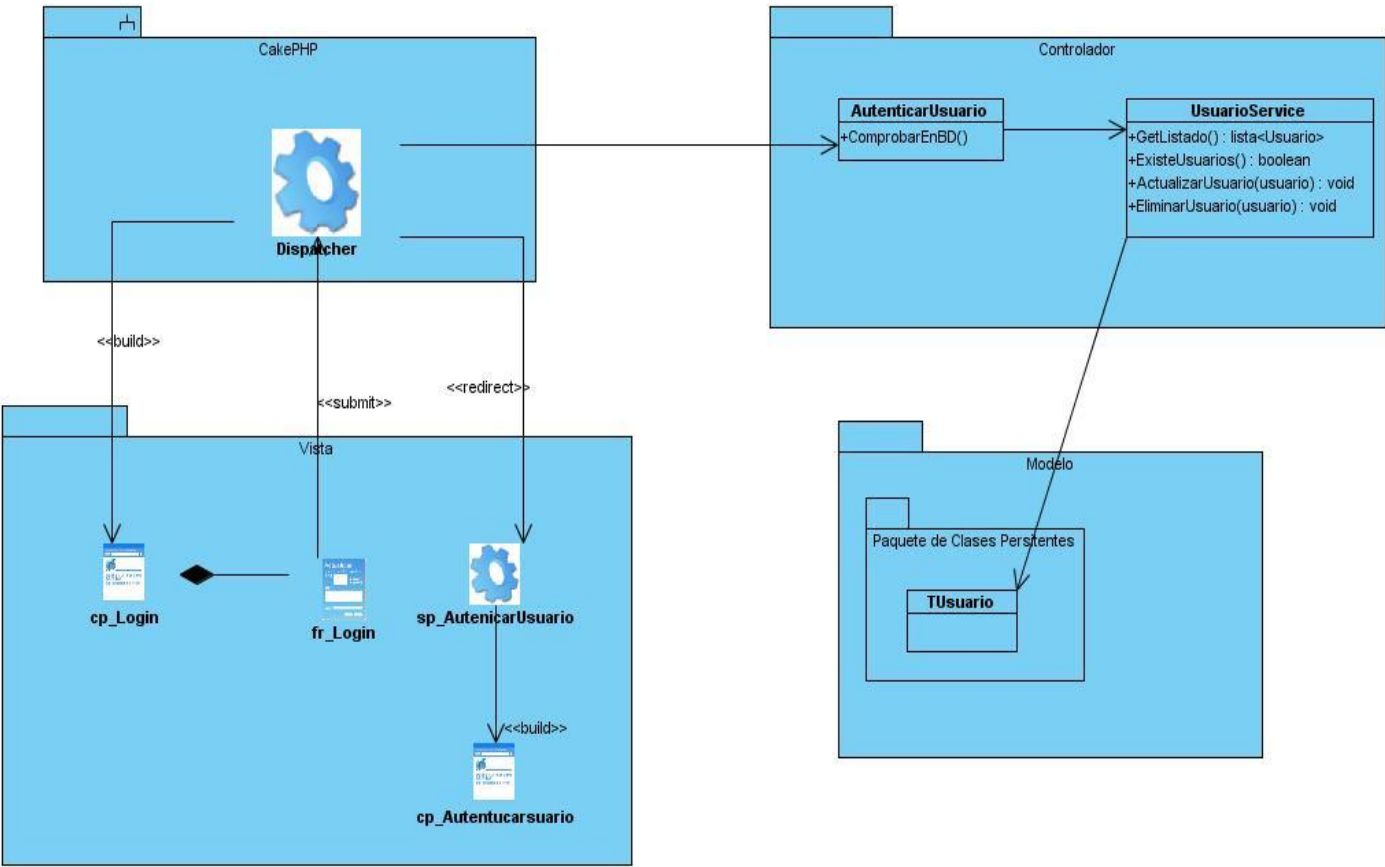 CakePHP
Dispatcher
Controlador
AutenticarUsuario
+ComprobarEnBD()
UsuarioService
+GetListado() : lista<Usuario>
+ExisteUsuarios() : boolean
+ActualizarUsuario(usuario) : void
+EliminarUsuario(usuario) : void
<<build>>
<<submit>>
<<redirect>>
Vista
cp_Login
fr_Login
sp_AutenicarUsuario
<<build>>
cp_Autentucarsuario
Modelo
Paquete de Clases Persitentes
TUsuario